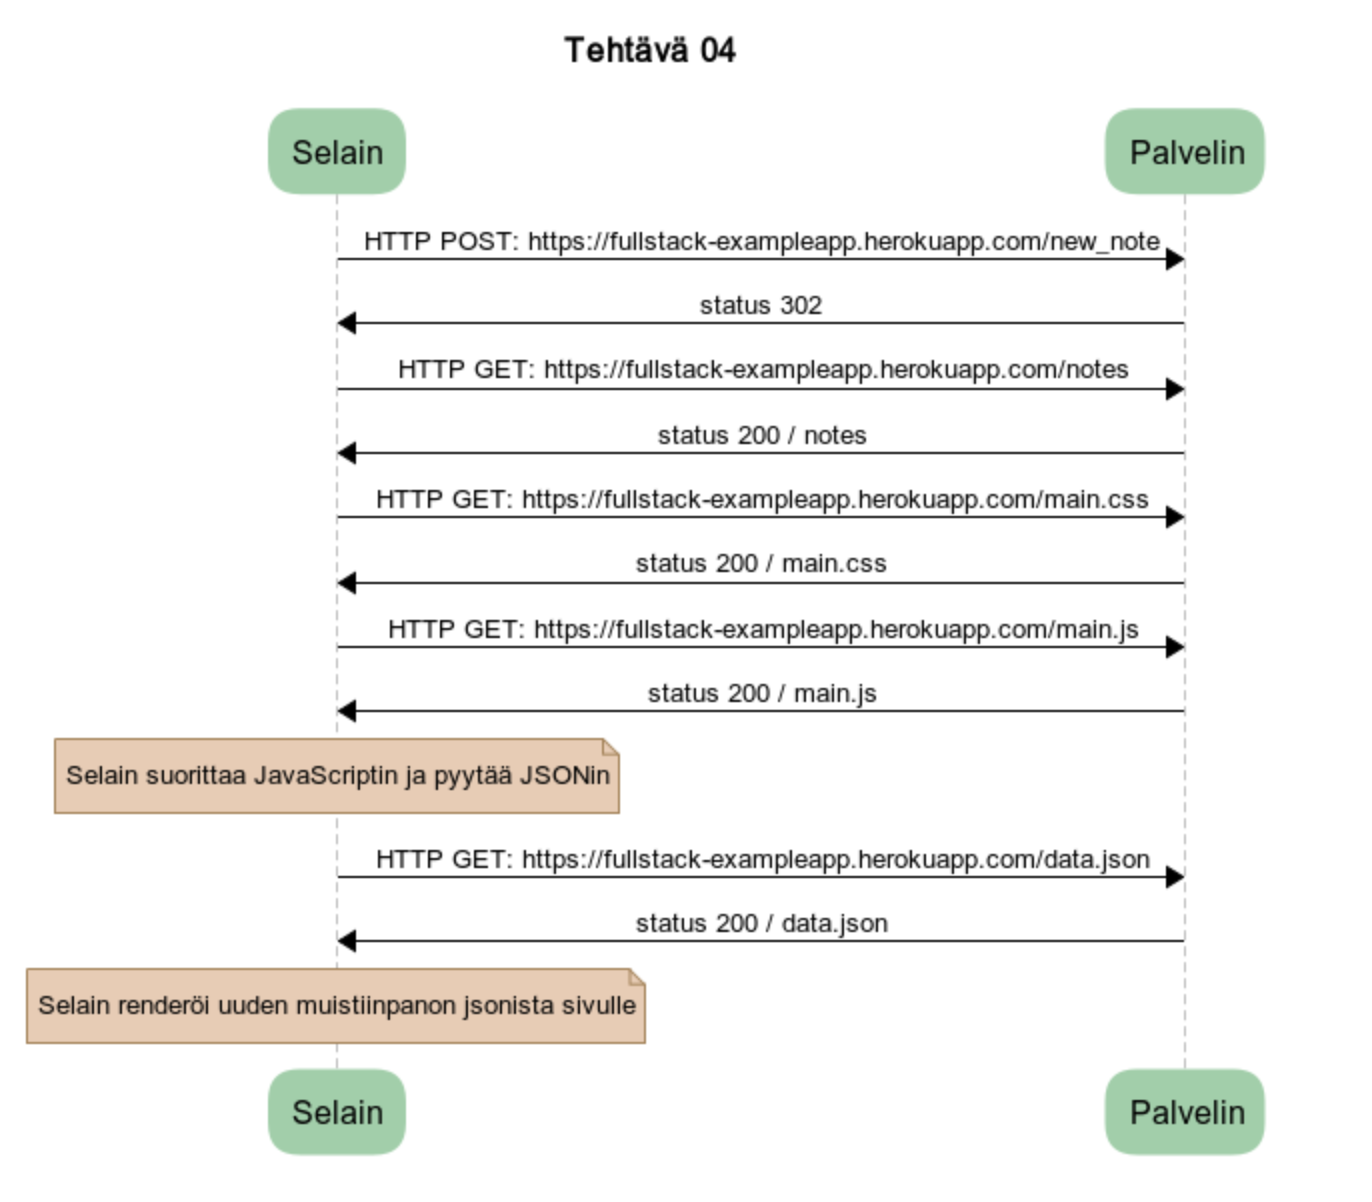 Tehtävä 04
Selain
Palvelin
HTTP POST: https://fullstack-exampleapp.herokuapp.com/new_note
status 302
HTTP GET: https://fullstack-exampleapp.herokuapp.com/notes
status 200 / notes
HTTP GET: https://fullstack-exampleapp.herokuapp.com/main.css
status 200 / main.css
HTTP GET: https://fullstack-exampleapp.herokuapp.com/main.js
status 200 / main.js
Selain suorittaa JavaScriptin ja pyytää JSONin
HTTP GET: https://fullstack-exampleapp.herokuapp.com/data.json
status 200 / data.json
Selain renderöi uuden muistiinpanon jsonista sivulle
Selain
Palvelin